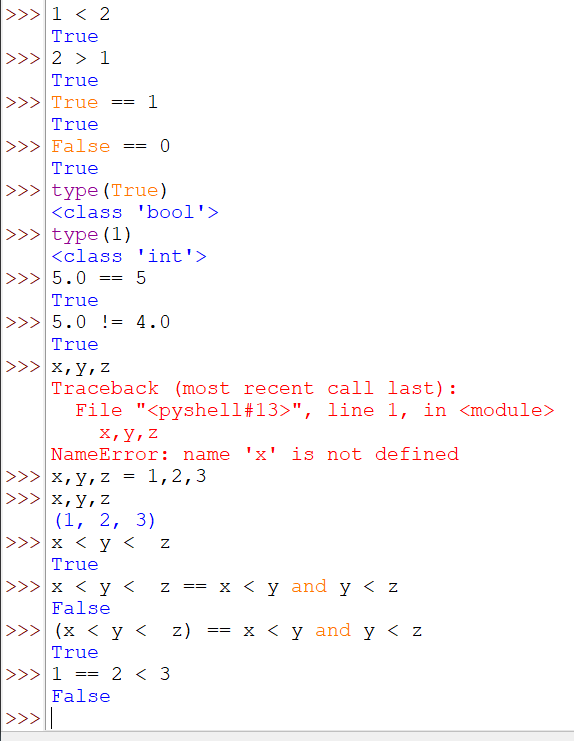 >>> 1 < 2
True
>>> 2 > 1
True
>>> True == 1
True
>>> False == 0
True
>>> type(True)
<class 'bool'>
>>> type(1)
<class 'int'>
>>> 5.0 == 5
True
>>> 5.0 != 4.0
True
>>> x,y,z
Traceback (most recent call last):
  File "<pyshell#13>", line 1, in <module>
    x,y,z
NameError: name 'x' is not defined
>>> x,y,z = 1,2,3
>>> x,y,z
(1, 2, 3)
>>> x < y <  z
True
>>> x < y <  z == x < y and y < z
False
>>> (x < y <  z) == x < y and y < z
True
>>> 1 == 2 < 3
False
>>>